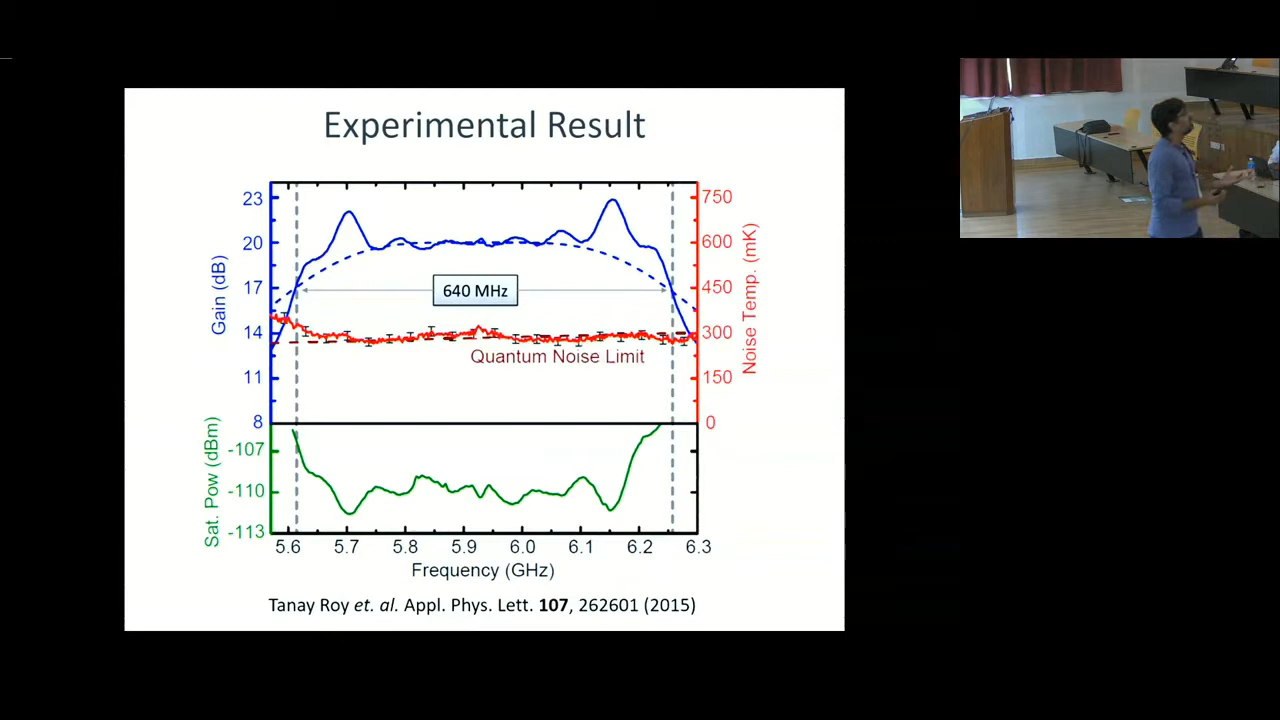 Experimental Result
23
20
17
14
11
8
Gain (dB)
750
600
450
300
150
0
Noise Temp. (mK)
640 MHz
Quantum Noise Limit
-107
-110
-113
Sat. Pow (dBm)
5.6 5.7 5.8 5.9 6.0 6.1 6.2 6.3
Frequency (GHz)
Tanay Roy et. al. Appl. Phys. Lett. 107, 262601 (2015)